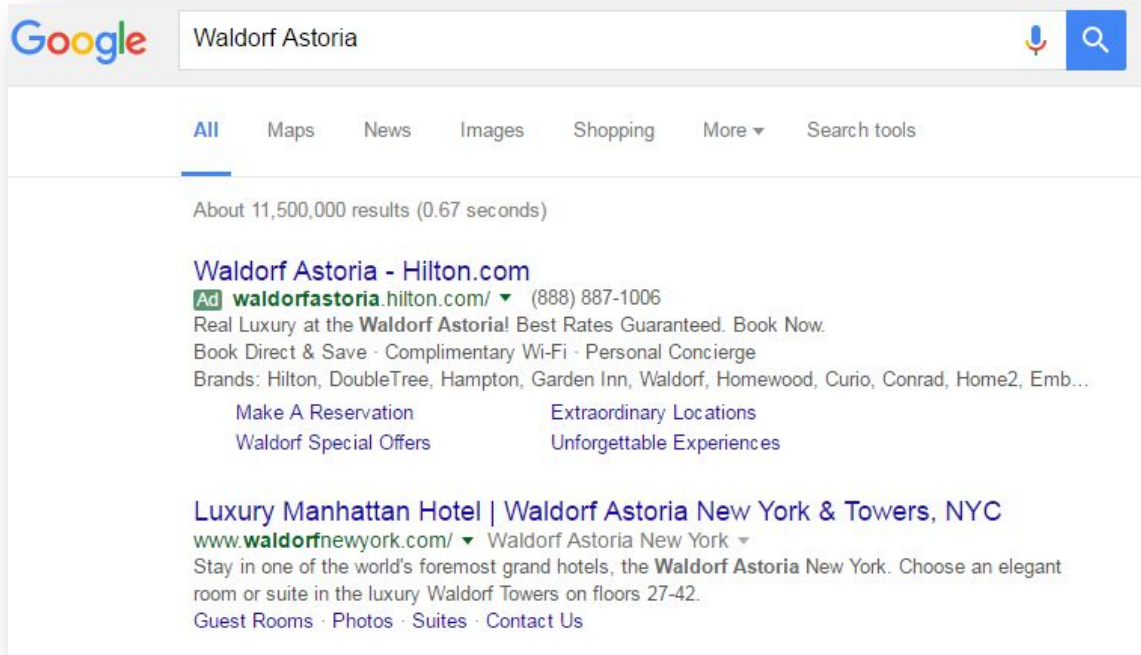 Google Waldorf Astoria
All Maps News Images Shopping More Search tools
About 11,500,000 results (0.67 seconds)
Waldorf Astoria - Hilton.com
Ad waldorfastoria.hilton.com/ (888) 887-1006
Real Luxury at the Waldorf Astoria! Best Rates Guaranteed. Book Now.
Book Direct & Save · Complimentary Wi-Fi · Personal Concierge
Brands: Hilton, DoubleTree, Hampton, Garden Inn, Waldorf, Homewood, Curio, Conrad, Home2, Emb...
Make A Reservation Extraordinary Locations
Waldorf Special Offers Unforgettable Experiences
Luxury Manhattan Hotel | Waldorf Astoria New York & Towers, NYC
www.waldorfnewyork.com/ Waldorf Astoria New York
Stay in one of the world's foremost grand hotels, the Waldorf Astoria New York. Choose an elegant
room or suite in the luxury Waldorf Towers on floors 27-42.
Guest Rooms · Photos · Suites · Contact Us